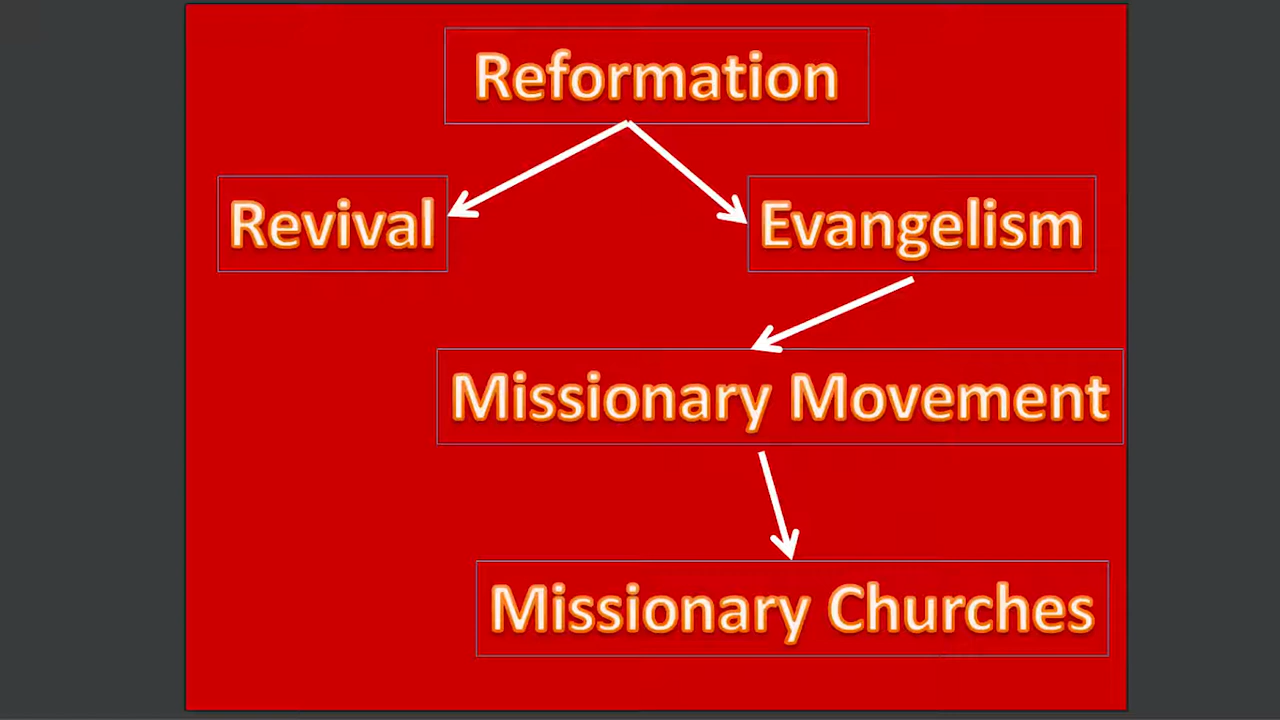 Reformation
Revival
Evangelism
Missionary Movement
Missionary Churches